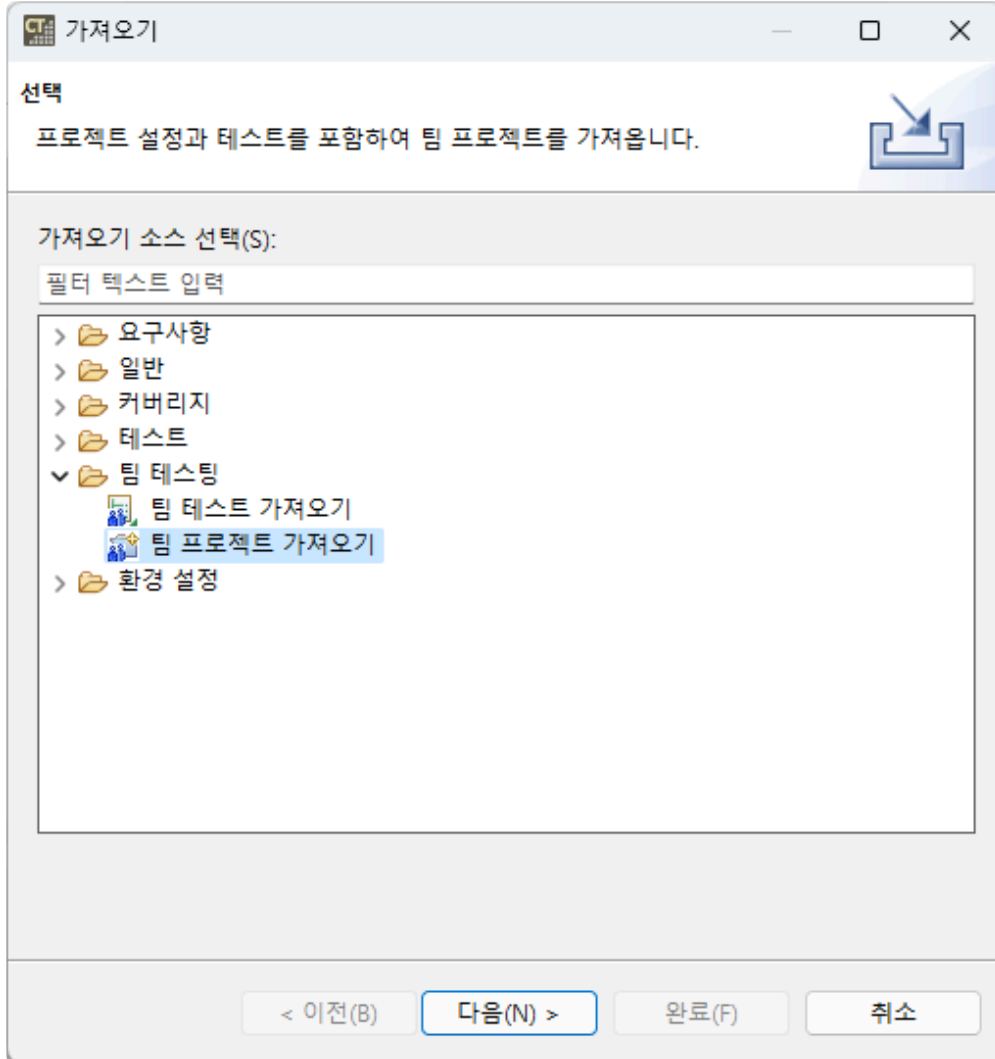 CT
가져오기
선택
프로젝트 설정과 테스트를 포함하여 팀 프로젝트를 가져옵니다.
가져오기 소스 선택(S):
필터 텍스트 입력
요구사항
일반
커버리지
테스트
팀 테스팅
팀 테스트 가져오기
팀 프로젝트 가져오기
환경 설정
< 이전(B) 다음(N) > 완료(F) 취소